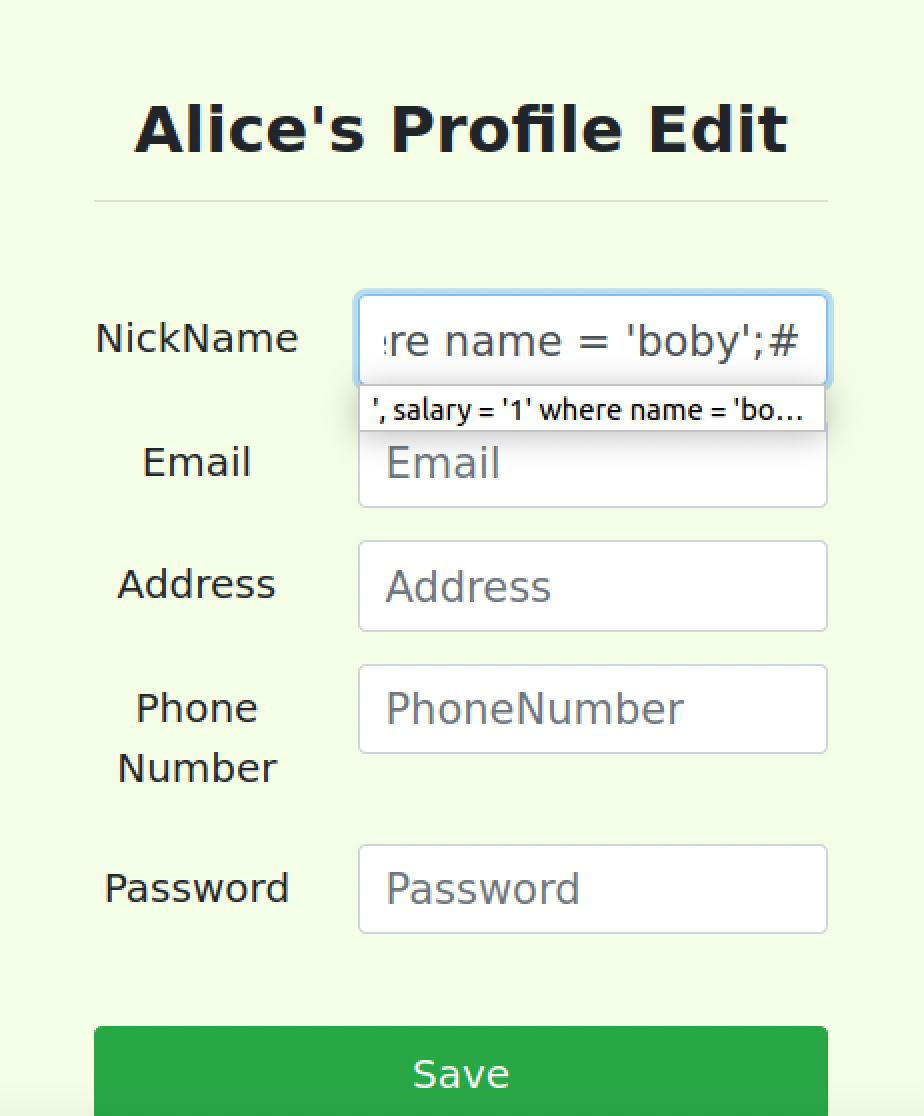 Alice's Profile Edit
NickName
re name = 'boby';#
', salary = '1' where name = 'bo...
Email
Email
Address
Address
Phone
Number
PhoneNumber
Password
Password
Save